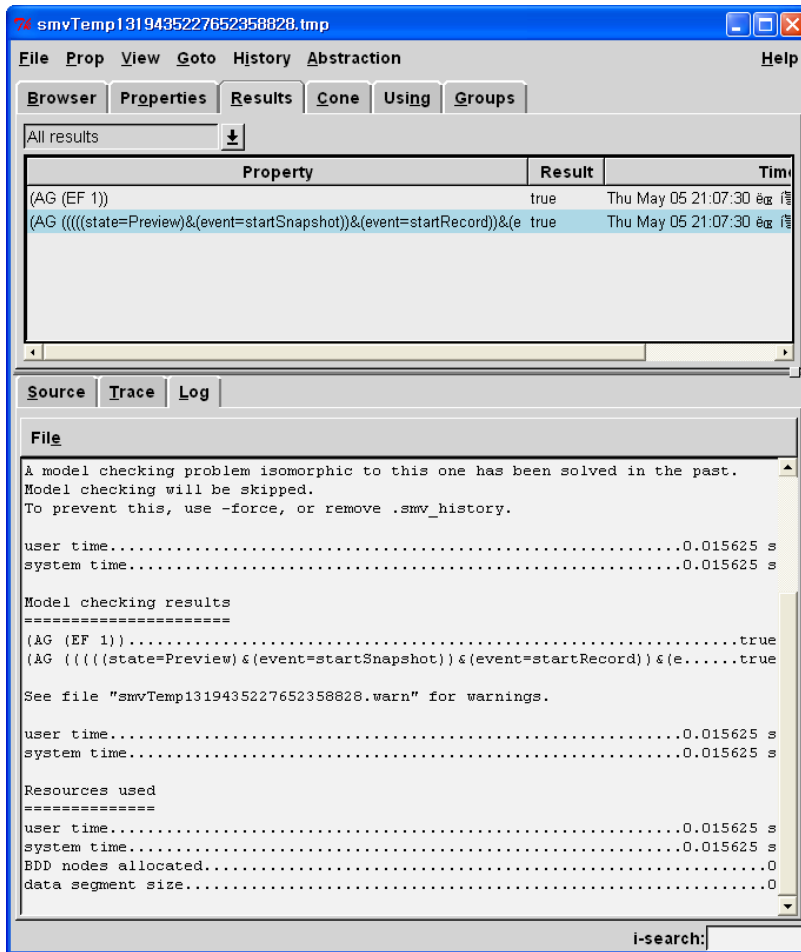 smvTemp1319435227652358828.tmp
File Prop View Goto History Abstraction Help
Browser Properties Results Cone Using Groups
All results
Property Result Time
(AG (EF 1)) true Thu May 05 21:07:30
(AG (((((state=Preview)&(event=startSnapshot))&(event=startRecord))&(e true Thu May 05 21:07:30
Source Trace Log
File
A model checking problem isomorphic to this one has been solved in the past.
Model checking will be skipped.
To prevent this, use -force, or remove .smv_history.
user time..............................................................0.015625 s
system time............................................................0.015625 s
Model checking results
======================
(AG (EF 1))..................................................................true
(AG (((((state=Preview)&(event=startSnapshot))&(event=startRecord))&(e......true
See file "smvTemp1319435227652358828.warn" for warnings.
user time..............................................................0.015625 s
system time............................................................0.015625 s
Resources used
==============
user time..............................................................0.015625 s
system time............................................................0.015625 s
BDD nodes allocated.............................................................0
data segment size...............................................................0
i-search: